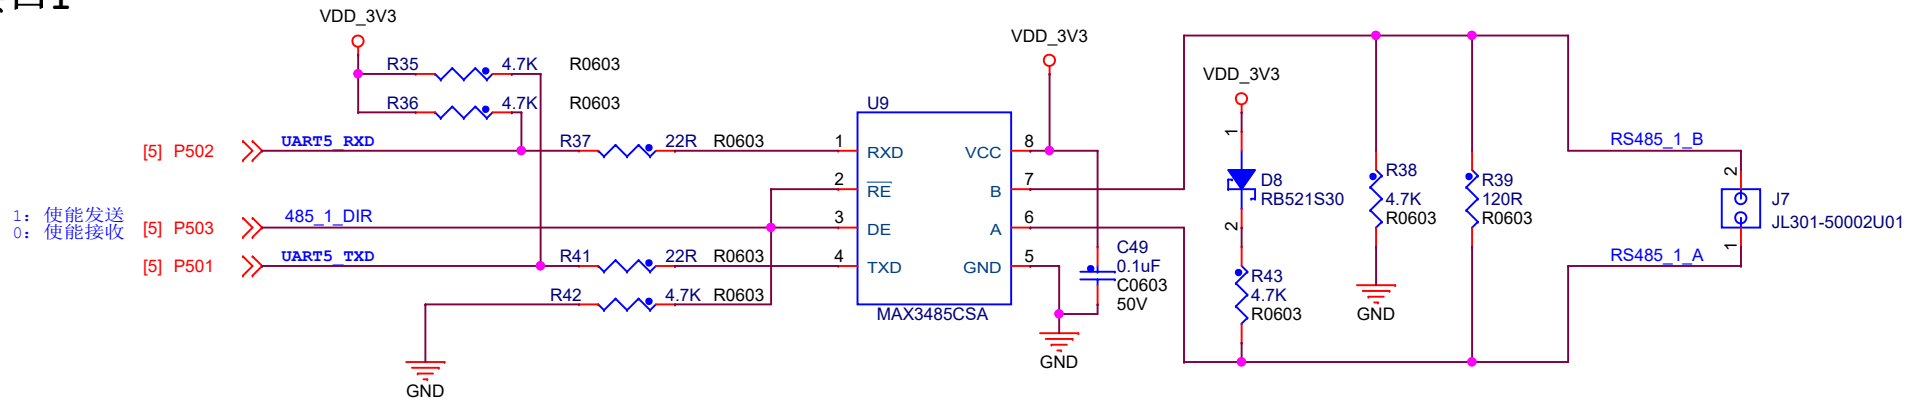 口1
VDD_3V3
R35 4.7K R0603
R36 4.7K R0603
[5] P502 UART5_RXD
R37 22R R0603
1：使能发送
0：使能接收
[5] P503 485_1_DIR
[5] P501 UART5_TXD
R41 22R R0603
R42 4.7K R0603
GND
U9
1 RXD
2 RE
3 DE
4 TXD
VCC 8
B 7
A 6
GND 5
MAX3485CSA
VDD_3V3
C49
0.1uF
C0603
50V
GND
VDD_3V3
1
D8
RB521S30
2
R43
4.7K
R0603
R38
4.7K
R0603
GND
R39
120R
R0603
RS485_1_B
2
J7
JL301-50002U01
1
RS485_1_A